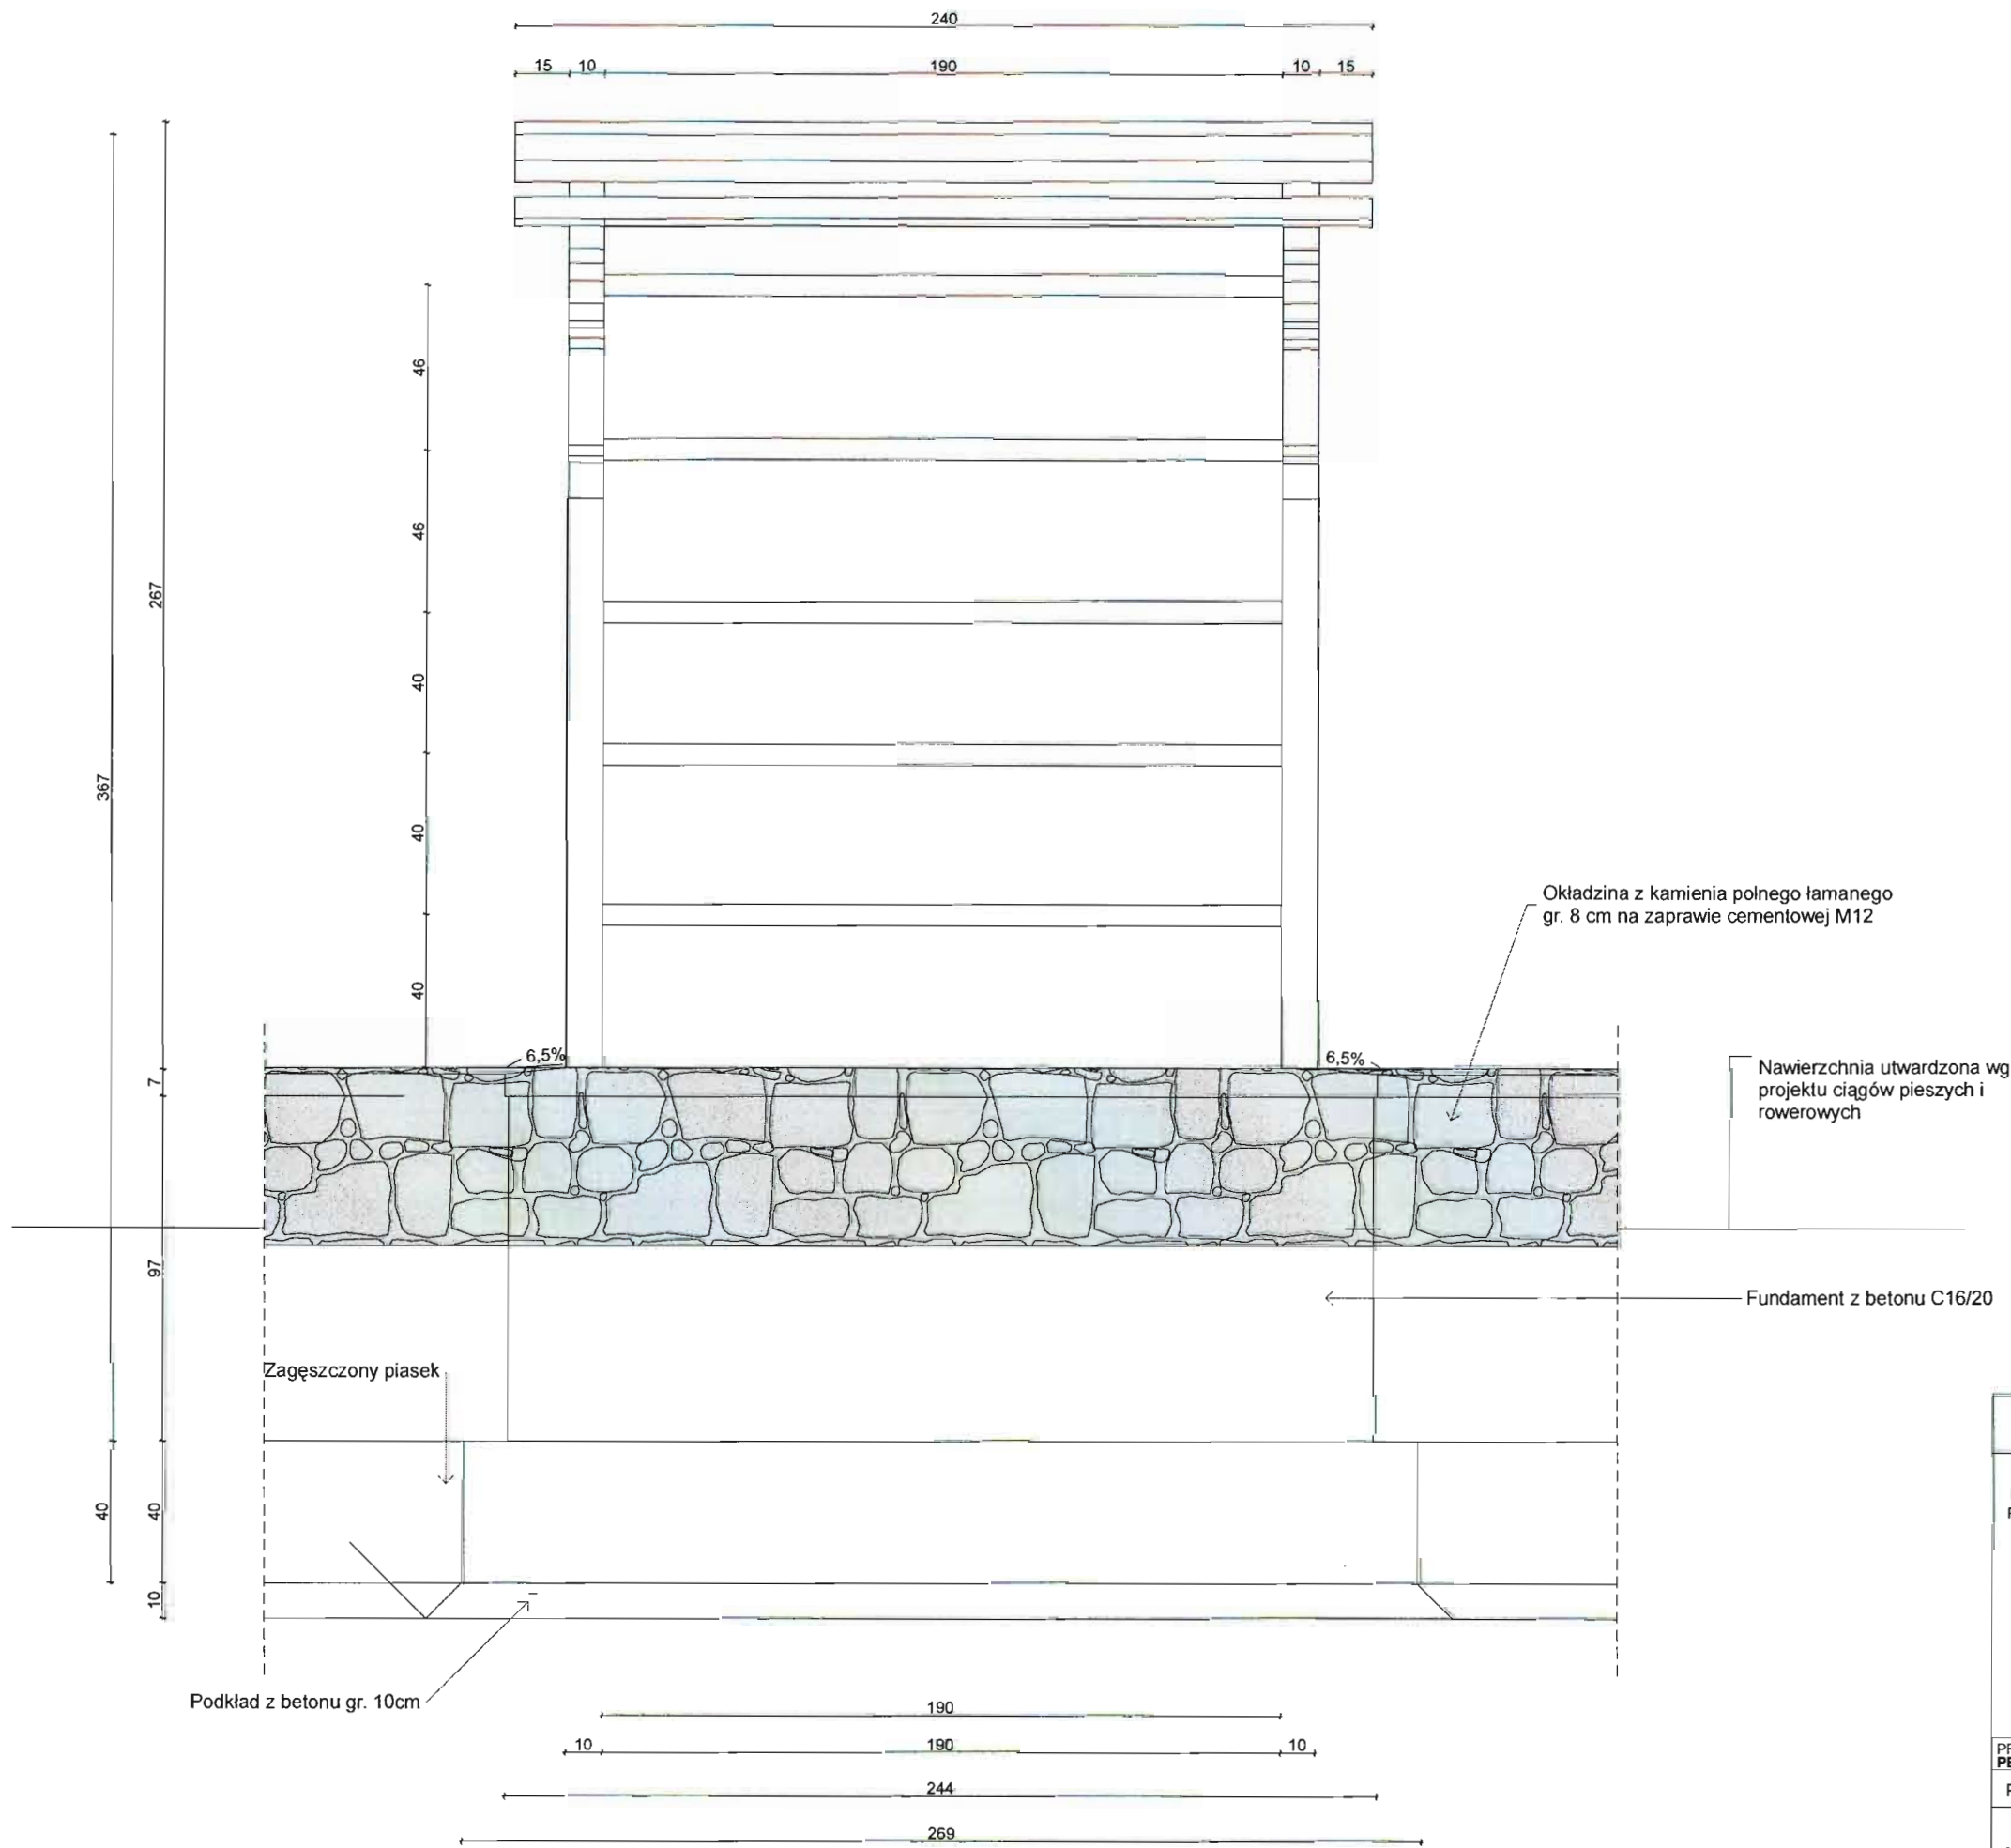 240
15 10 190 10 15
46
46
267
40
367
40
Okładzina z kamienia polnego łamanego
gr. 8 cm na zaprawie cementowej M12
40
6,5% 6,5%
Nawierzchnia utwardzona wg
projektu ciągów pieszych i
rowerowych
7
97
Fundament z betonu C16/20
Zagęszczony piasek
40 40
10
Podkład z betonu gr. 10cm
190
10 190 10
244
269